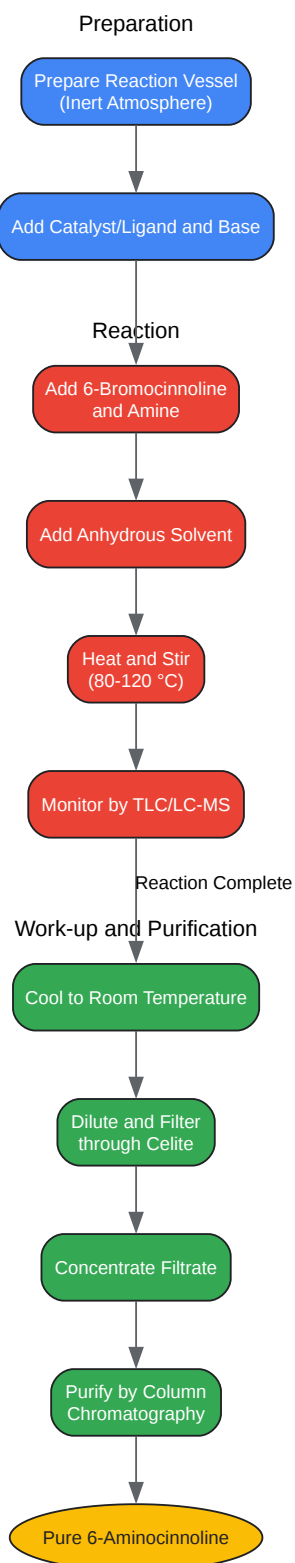 Preparation
Prepare Reaction Vessel
(Inert Atmosphere)
Add Catalyst/Ligand and Base
Reaction
Add 6-Bromocinnoline
and Amine
Add Anhydrous Solvent
Heat and Stir
(80-120 °C)
Monitor by TLC/LC-MS
Reaction Complete
Work-up and Purification
Cool to Room Temperature
Dilute and Filter
through Celite
Concentrate Filtrate
Purify by Column
Chromatography
Pure 6-Aminocinnoline